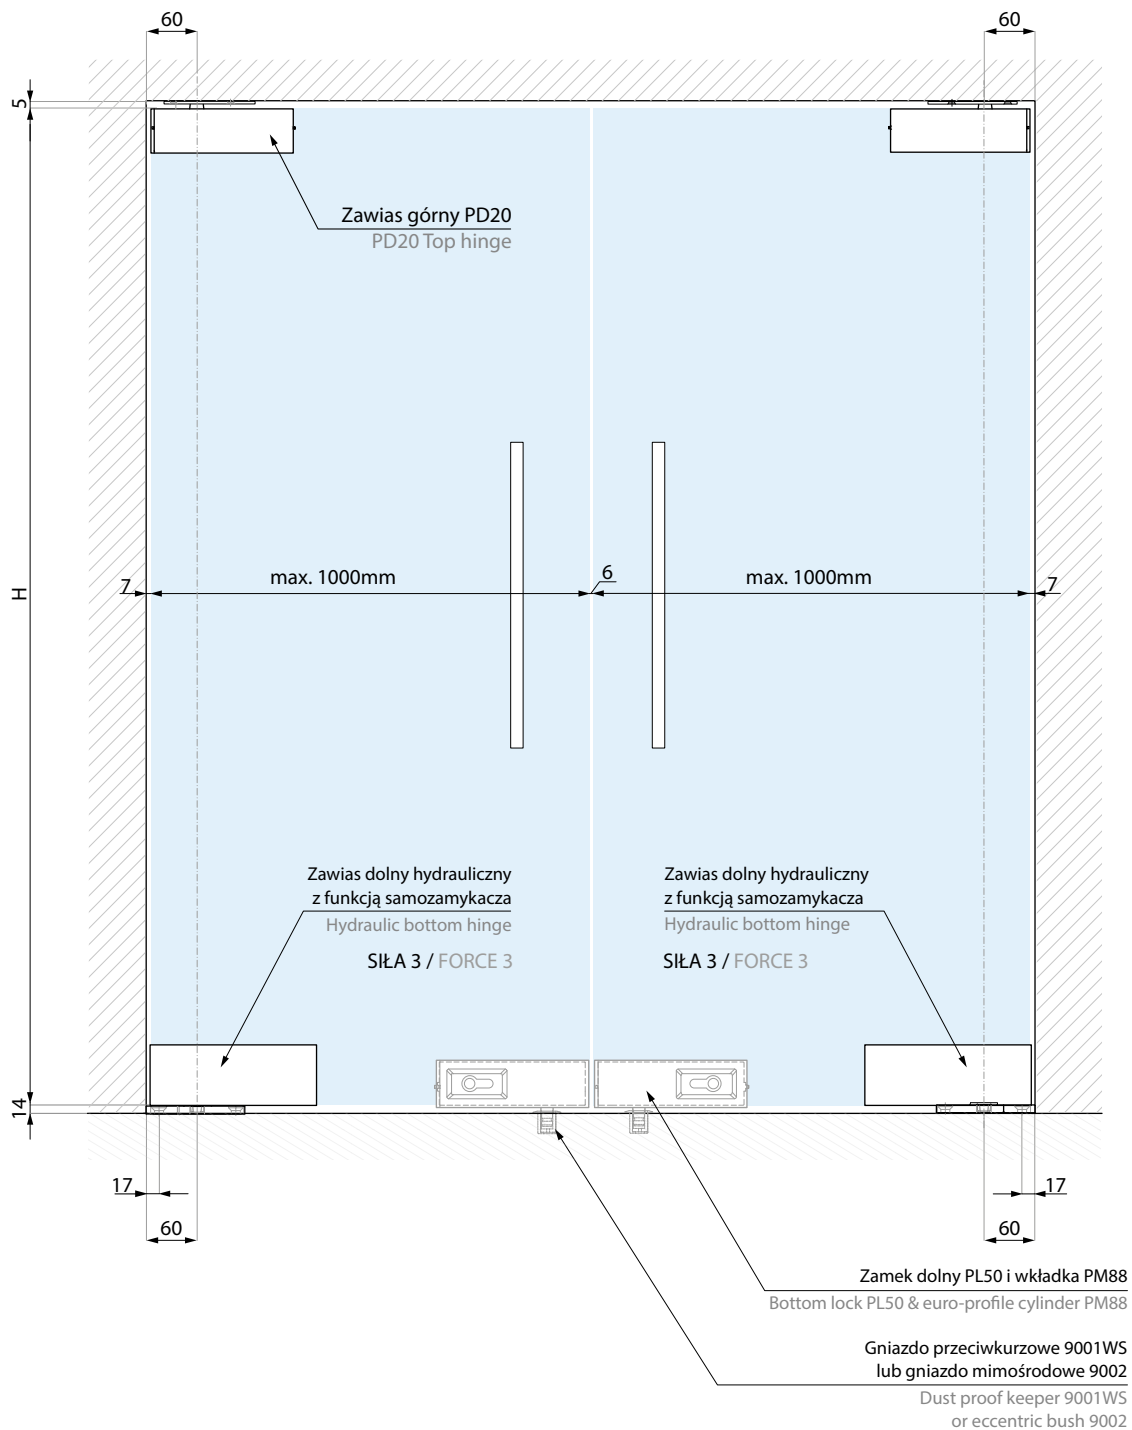 60
60
5
Zawias górny PD20
PD20 Top hinge
H
7
max. 1000mm
6
max. 1000mm
7
Zawias dolny hydrauliczny
z funkcją samozamykacza
Hydraulic bottom hinge
SIŁA 3 / FORCE 3
Zawias dolny hydrauliczny
z funkcją samozamykacza
Hydraulic bottom hinge
SIŁA 3 / FORCE 3
14
17
17
60
60
Zamek dolny PL50 i wkładka PM88
Bottom lock PL50 & euro-profile cylinder PM88
Gniazdo przeciwkurzowe 9001WS
lub gniazdo mimośrodowe 9002
Dust proof keeper 9001WS
or eccentric bush 9002